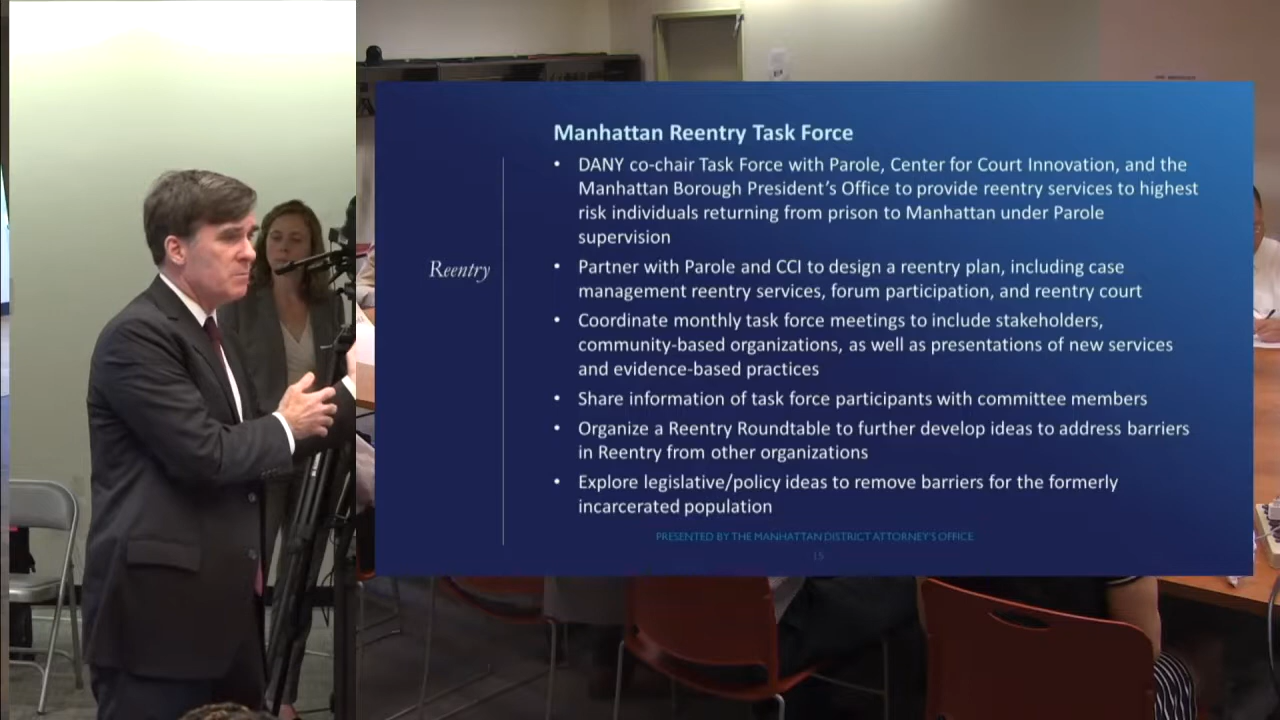 Manhattan Reentry Task Force
• DANY co-chair Task Force with Parole, Center for Court Innovation, and the
Manhattan Borough President's Office to provide reentry services to highest
risk individuals returning from prison to Manhattan under Parole
supervision
Reentry
• Partner with Parole and CCI to design a reentry plan, including case
management reentry services, forum participation, and reentry court
• Coordinate monthly task force meetings to include stakeholders,
community-based organizations, as well as presentations of new services
and evidence-based practices
• Share information of task force participants with committee members
• Organize a Reentry Roundtable to further develop ideas to address barriers
in Reentry from other organizations
• Explore legislative/policy ideas to remove barriers for the formerly
incarcerated population
PRESENTED BY THE MANHATTAN DISTRICT ATTORNEY'S OFFICE
15